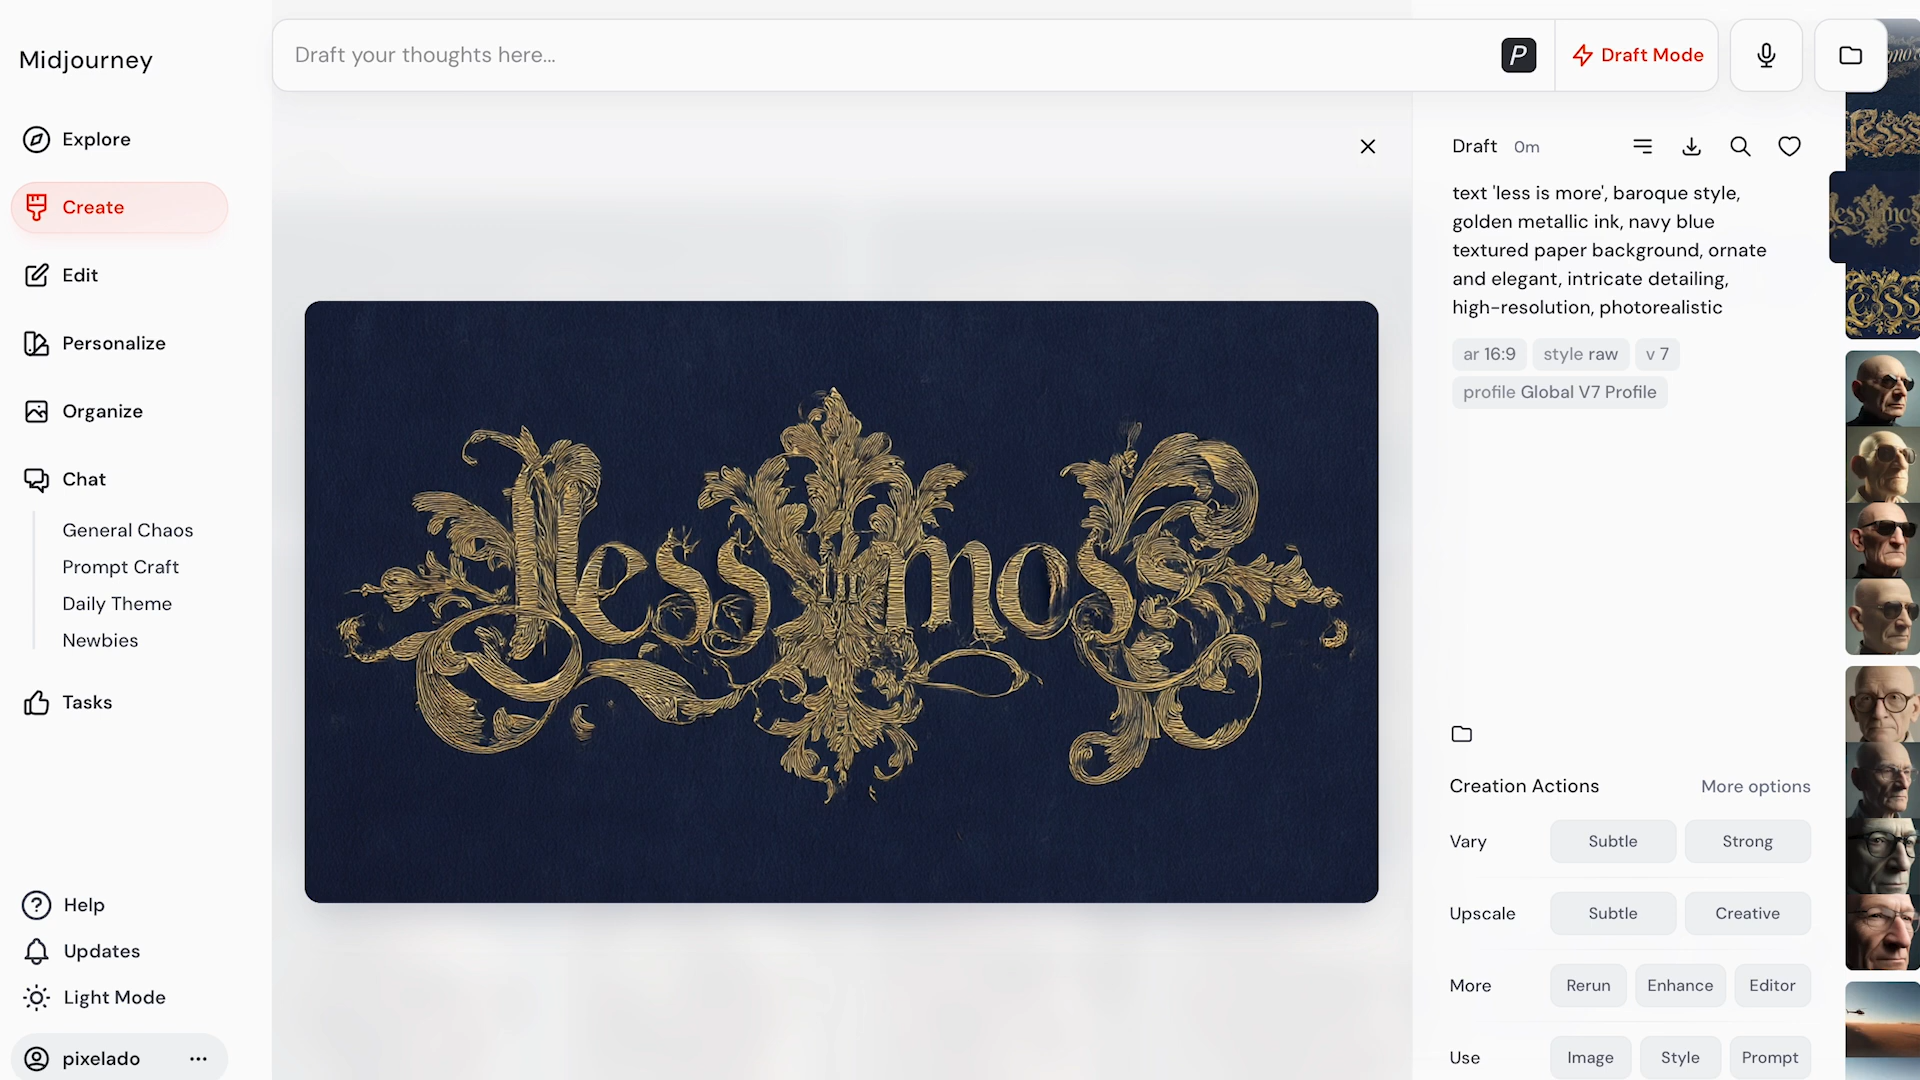 Midjourney
Explore
Create
Edit
Personalize
Organize
Chat
General Chaos
Prompt Craft
Daily Theme
Newbies
Tasks
Help
Updates
Light Mode
pixelado
Draft your thoughts here...
P
Draft Mode
less
mos
Draft 0m
text 'less is more', baroque style,
golden metallic ink, navy blue
textured paper background, ornate
and elegant, intricate detailing,
high-resolution, photorealistic
ar 16:9 style raw v 7
profile Global V7 Profile
Creation Actions More options
Vary Subtle Strong
Upscale Subtle Creative
More Rerun Enhance Editor
Use Image Style Prompt